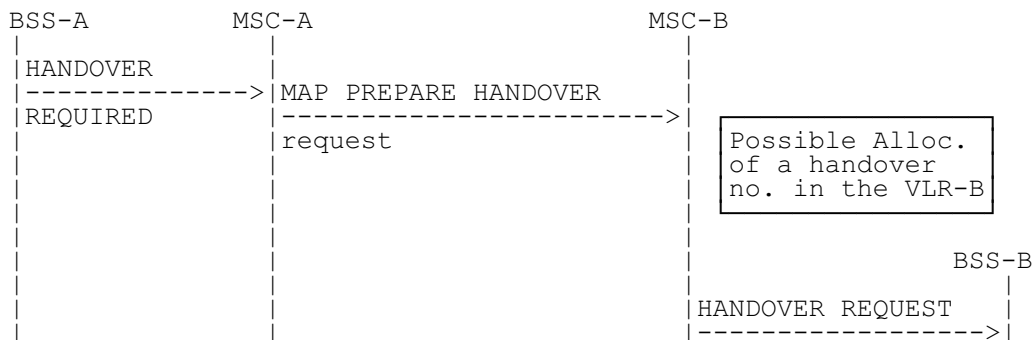 BSS-A MSC-A MSC-B
HANDOVER
MAP PREPARE HANDOVER
REQUIRED
request
Possible Alloc.
of a handover
no. in the VLR-B
BSS-B
HANDOVER REQUEST